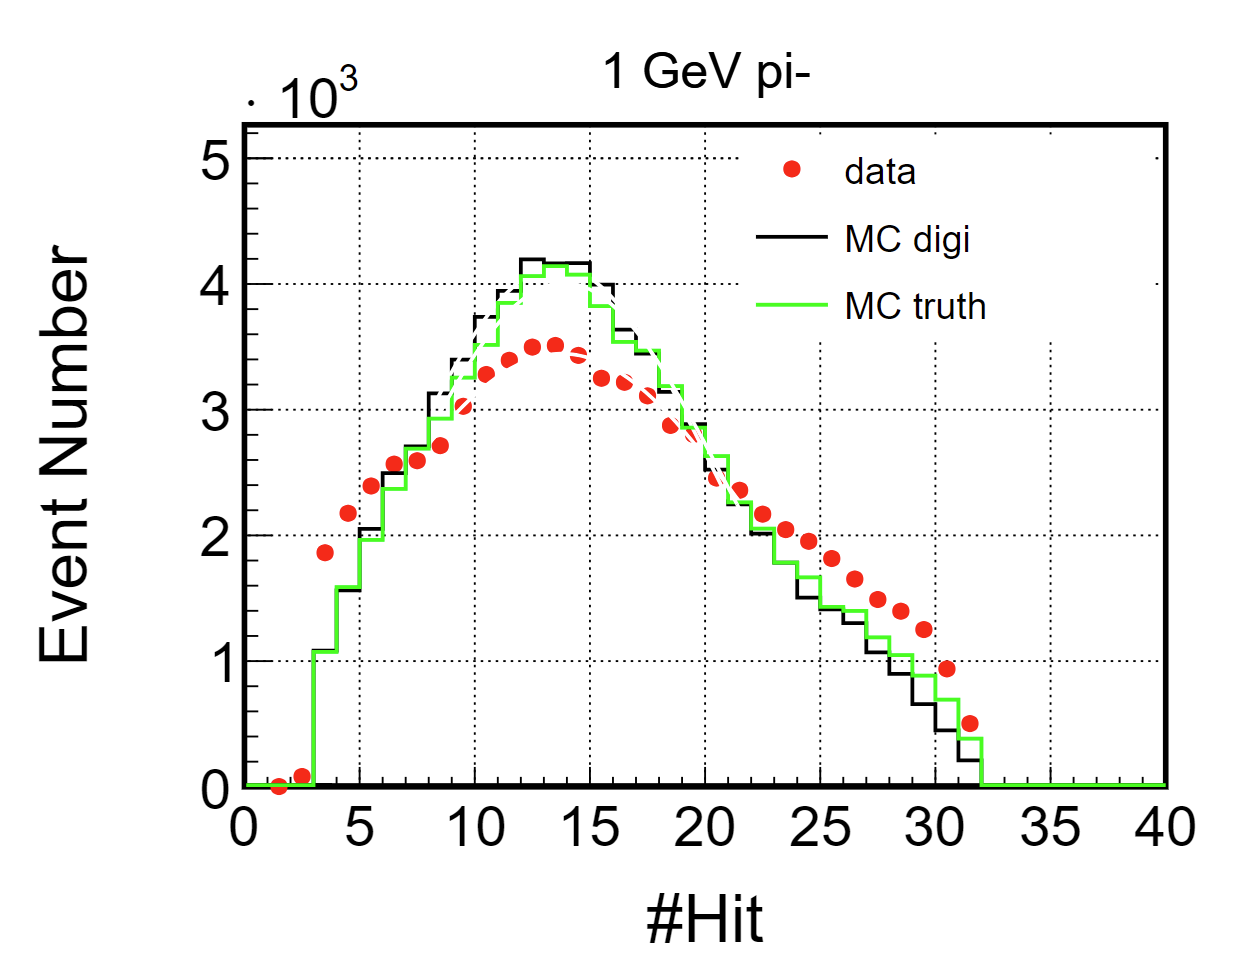 1 GeV pi-
· 10³
5
4
3
2
1
0
Event Number
data
MC digi
MC truth
0 5 10 15 20 25 30 35 40
#Hit